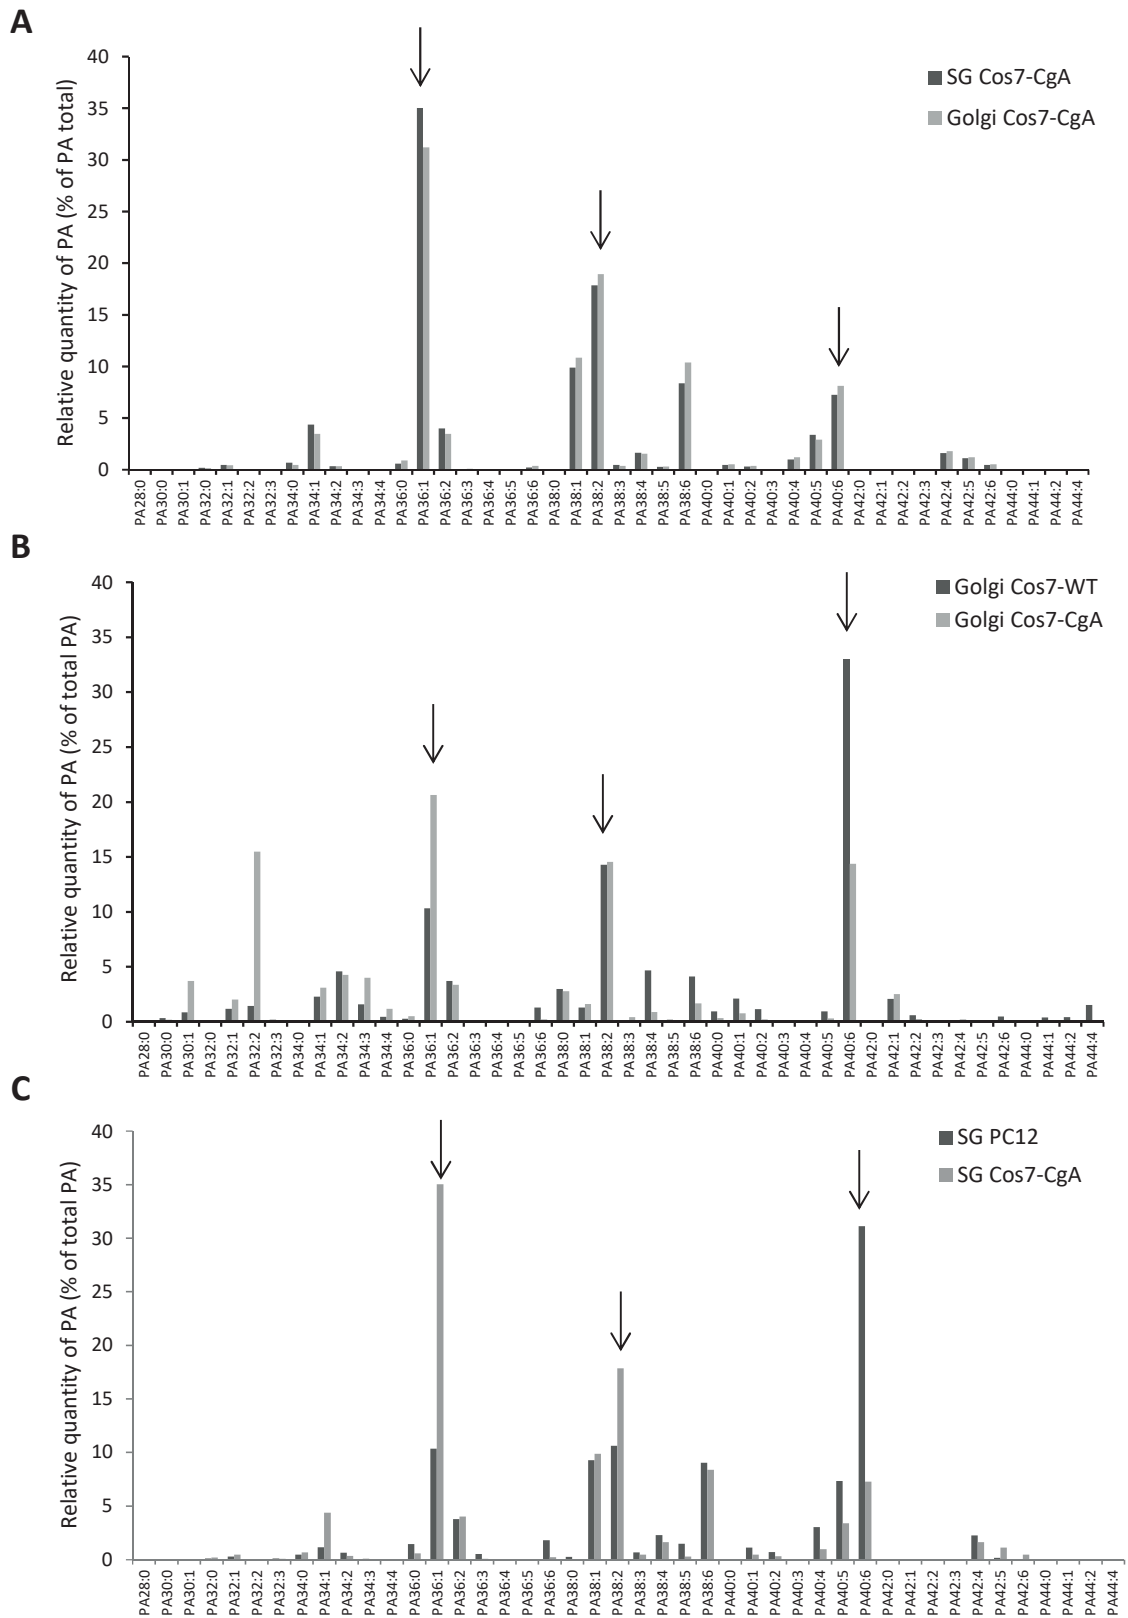 A
Relative quantity of PA (% of PA total)
40
35
30
25
20
15
10
5
0
SG Cos7-CgA
Golgi Cos7-CgA
PA28:0 PA30:0 PA30:1 PA32:0 PA32:1 PA32:2 PA32:3 PA34:0 PA34:1 PA34:2 PA34:3 PA34:4 PA36:0 PA36:1 PA36:2 PA36:3 PA36:4 PA36:5 PA36:6 PA38:0 PA38:1 PA38:2 PA38:3 PA38:4 PA38:5 PA38:6 PA40:0 PA40:1 PA40:2 PA40:3 PA40:4 PA40:5 PA40:6 PA42:0 PA42:1 PA42:2 PA42:3 PA42:4 PA42:5 PA42:6 PA44:0 PA44:1 PA44:2 PA44:4
B
Relative quantity of PA (% of total PA)
40
35
30
25
20
15
10
5
0
Golgi Cos7-WT
Golgi Cos7-CgA
PA28:0 PA30:0 PA30:1 PA32:0 PA32:1 PA32:2 PA32:3 PA34:0 PA34:1 PA34:2 PA34:3 PA34:4 PA36:0 PA36:1 PA36:2 PA36:3 PA36:4 PA36:5 PA36:6 PA38:0 PA38:1 PA38:2 PA38:3 PA38:4 PA38:5 PA38:6 PA40:0 PA40:1 PA40:2 PA40:3 PA40:4 PA40:5 PA40:6 PA42:0 PA42:1 PA42:2 PA42:3 PA42:4 PA42:5 PA42:6 PA44:0 PA44:1 PA44:2 PA44:4
C
Relative quantity of PA (% of total PA)
40
35
30
25
20
15
10
5
0
SG PC12
SG Cos7-CgA
PA28:0 PA30:0 PA30:1 PA32:0 PA32:1 PA32:2 PA32:3 PA34:0 PA34:1 PA34:2 PA34:3 PA34:4 PA36:0 PA36:1 PA36:2 PA36:3 PA36:4 PA36:5 PA36:6 PA38:0 PA38:1 PA38:2 PA38:3 PA38:4 PA38:5 PA38:6 PA40:0 PA40:1 PA40:2 PA40:3 PA40:4 PA40:5 PA40:6 PA42:0 PA42:1 PA42:2 PA42:3 PA42:4 PA42:5 PA42:6 PA44:0 PA44:1 PA44:2 PA44:4